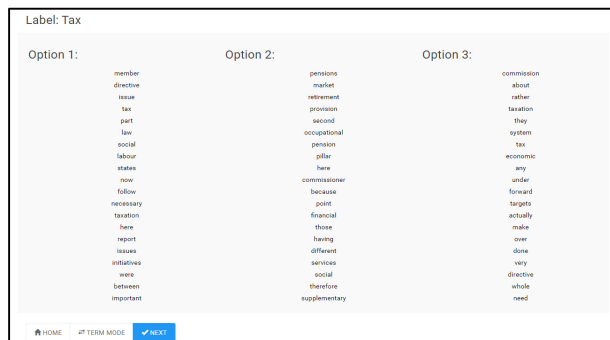 Label: Tax
Option 1:
member
directive
issue
tax
part
law
social
labour
states
now
follow
necessary
taxation
here
report
issues
initiatives
were
between
important
Option 2:
pensions
market
retirement
provision
second
occupational
pension
pillar
here
commissioner
because
point
financial
those
having
different
services
social
therefore
supplementary
Option 3:
commission
about
rather
taxation
they
system
tax
economic
any
under
forward
targets
actually
make
over
done
very
directive
whole
need
HOME
TERM MODE
NEXT